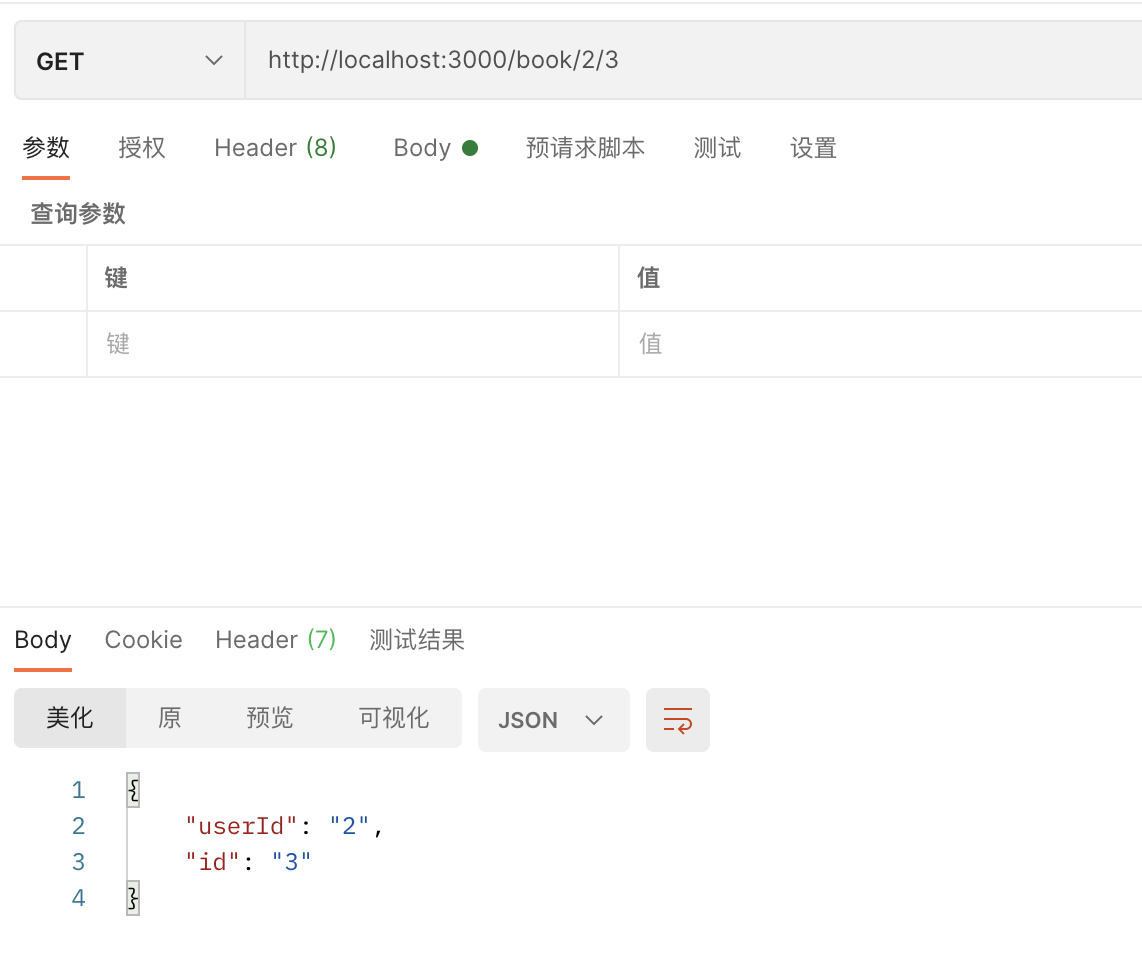 GET http://localhost:3000/book/2/3
参数 授权 Header (8) Body 预请求脚本 测试 设置
查询参数
键 值
键 值
Body Cookie Header (7) 测试结果
美化 原 预览 可视化 JSON
1 {
2 "userId": "2",
3 "id": "3"
4 }